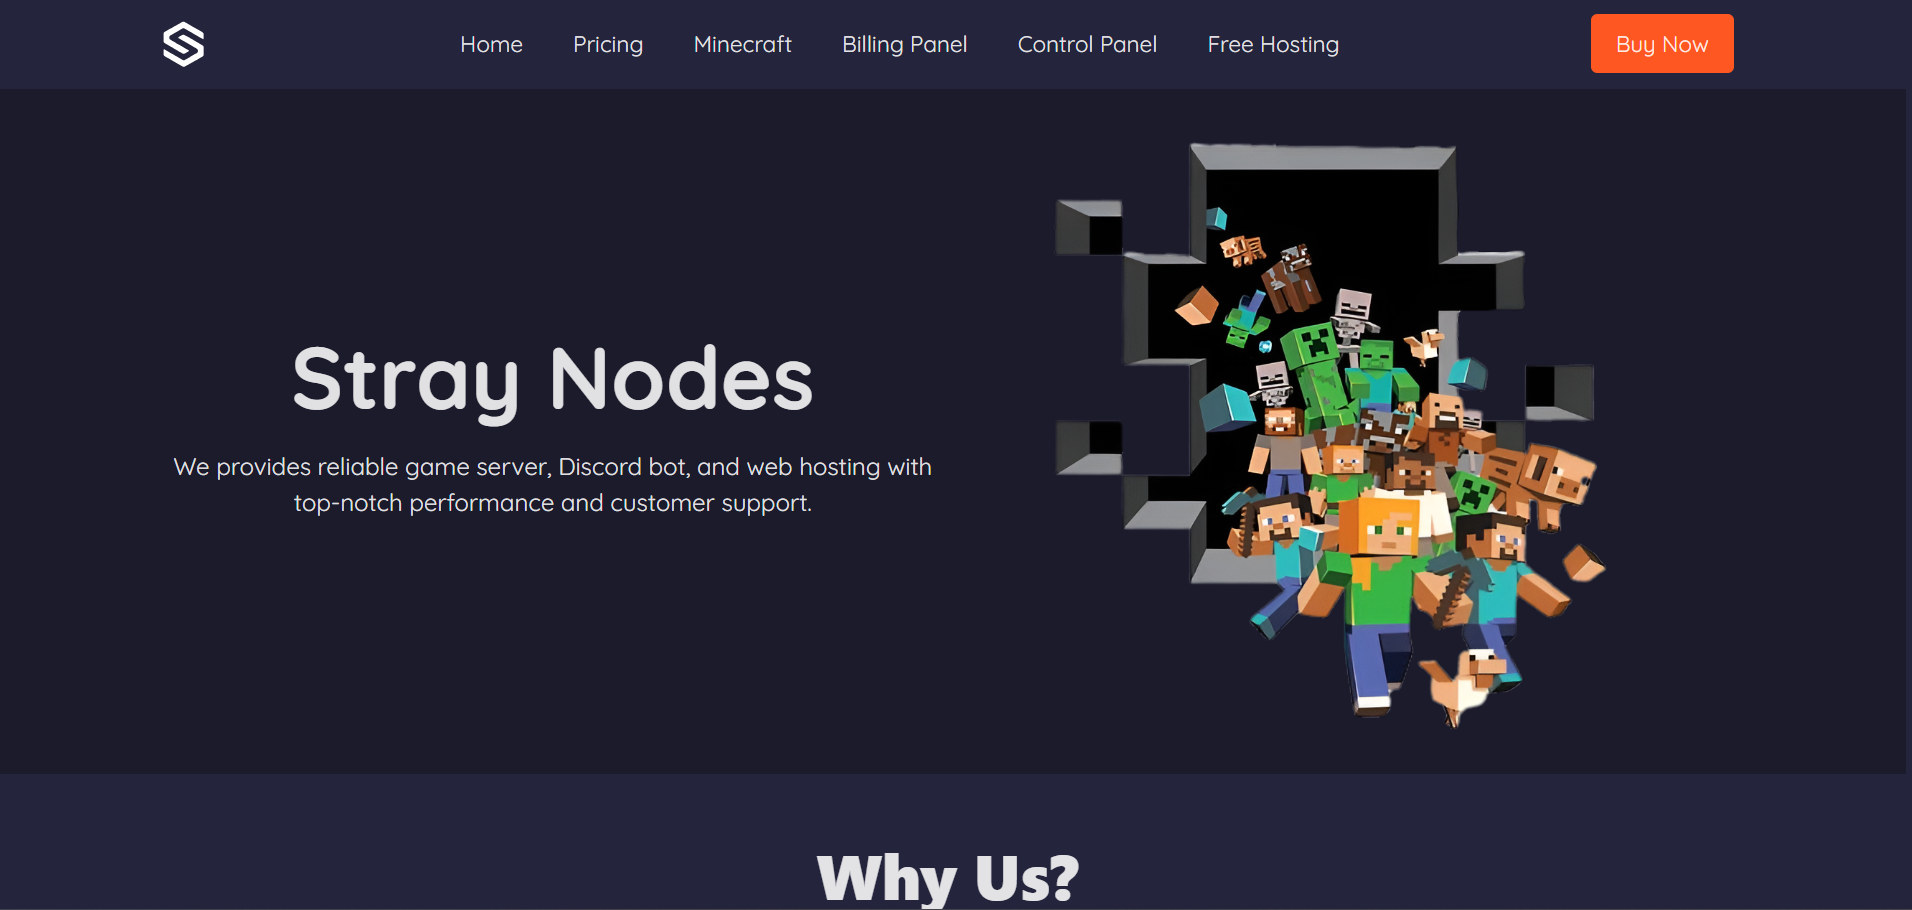 Home Pricing Minecraft Billing Panel Control Panel Free Hosting Buy Now
Stray Nodes
We provides reliable game server, Discord bot, and web hosting with
top-notch performance and customer support.
Why Us?